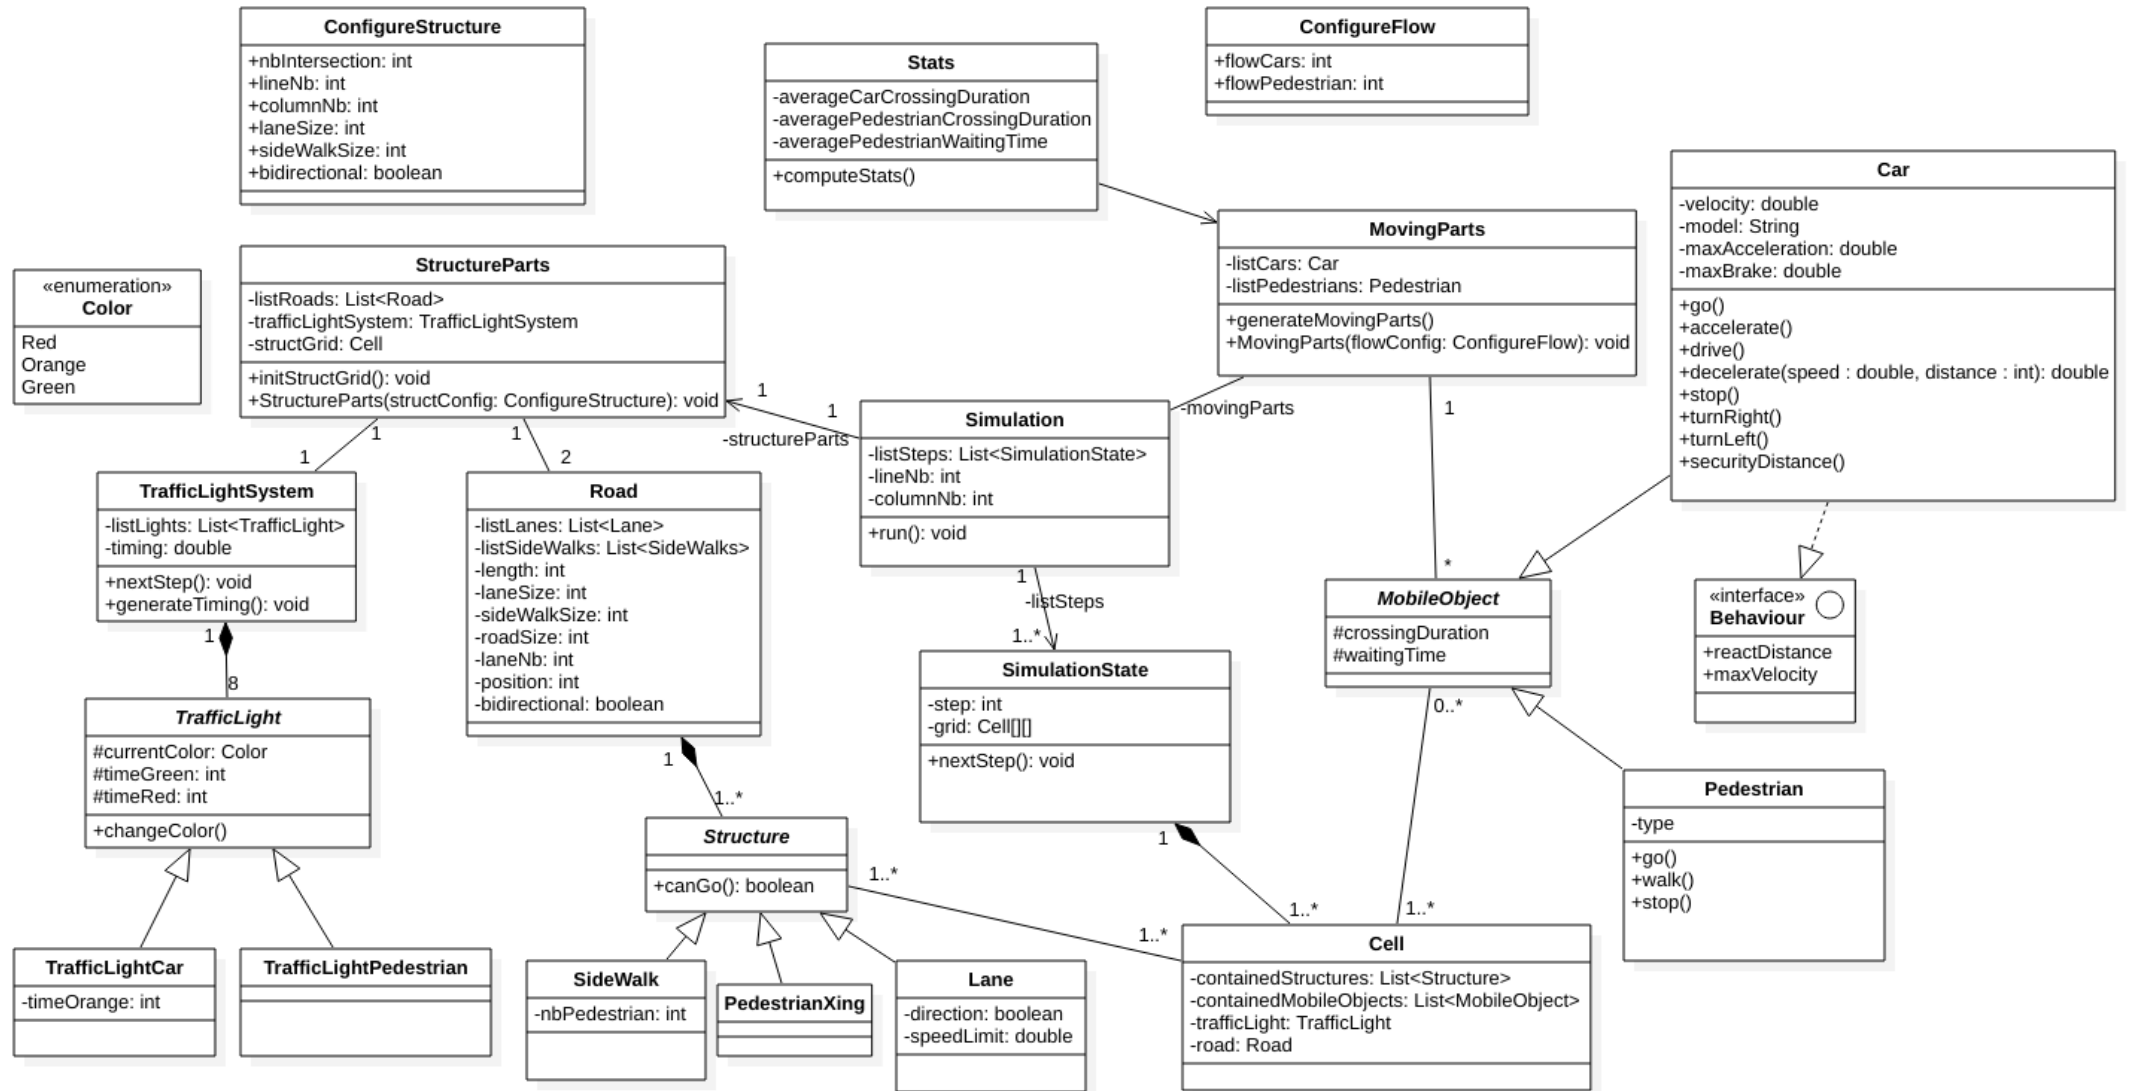 ConfigureStructure
+nbIntersection: int
+lineNb: int
+columnNb: int
+laneSize: int
+sideWalkSize: int
+bidirectional: boolean
Stats
-averageCarCrossingDuration
-averagePedestrianCrossingDuration
-averagePedestrianWaitingTime
+computeStats()
ConfigureFlow
+flowCars: int
+flowPedestrian: int
Car
-velocity: double
-model: String
-maxAcceleration: double
-maxBrake: double
+go()
+accelerate()
+drive()
+decelerate(speed : double, distance : int): double
+stop()
+turnRight()
+turnLeft()
+securityDistance()
MovingParts
-listCars: Car
-listPedestrians: Pedestrian
+generateMovingParts()
+MovingParts(flowConfig: ConfigureFlow): void
«enumeration»
Color
Red
Orange
Green
StructureParts
-listRoads: List<Road>
-trafficLightSystem: TrafficLightSystem
-structGrid: Cell
+initStructGrid(): void
+StructureParts(structConfig: ConfigureStructure): void
1
1
-structureParts
-movingParts
1
*
1
1
1
2
Simulation
-listSteps: List<SimulationState>
-lineNb: int
-columnNb: int
+run(): void
TrafficLightSystem
-listLights: List<TrafficLight>
-timing: double
+nextStep(): void
+generateTiming(): void
1
8
Road
-listLanes: List<Lane>
-listSideWalks: List<SideWalks>
-length: int
-laneSize: int
-sideWalkSize: int
-roadSize: int
-laneNb: int
-position: int
-bidirectional: boolean
1
1..*
1
-listSteps
1..*
SimulationState
-step: int
-grid: Cell[][]
+nextStep(): void
1
1..*
MobileObject
#crossingDuration
#waitingTime
0..*
1..*
«interface»
Behaviour
+reactDistance
+maxVelocity
TrafficLight
#currentColor: Color
#timeGreen: int
#timeRed: int
+changeColor()
Structure
+canGo(): boolean
1..*
1..*
Pedestrian
-type
+go()
+walk()
+stop()
TrafficLightCar
-timeOrange: int
TrafficLightPedestrian
SideWalk
-nbPedestrian: int
PedestrianXing
Lane
-direction: boolean
-speedLimit: double
Cell
-containedStructures: List<Structure>
-containedMobileObjects: List<MobileObject>
-trafficLight: TrafficLight
-road: Road